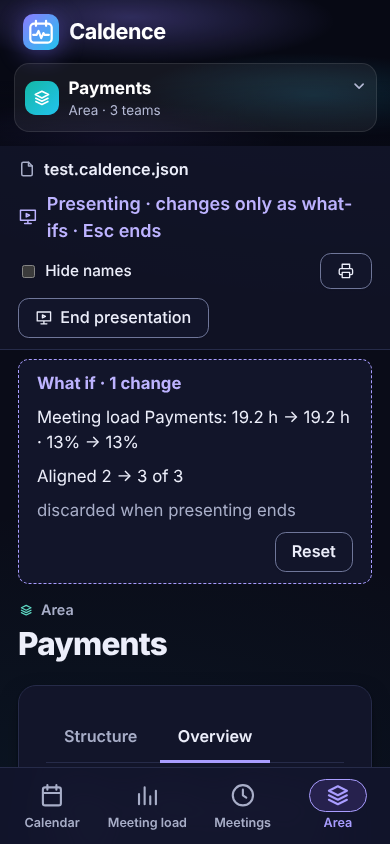 Caldence
Payments
Area · 3 teams
test.caldence.json
Presenting · changes only as what-
ifs · Esc ends
Hide names
End presentation
What if · 1 change
Meeting load Payments: 19.2 h → 19.2 h
· 13% → 13%
Aligned 2 → 3 of 3
discarded when presenting ends
Reset
Area
Payments
Structure Overview
Calendar Meeting load Meetings Area